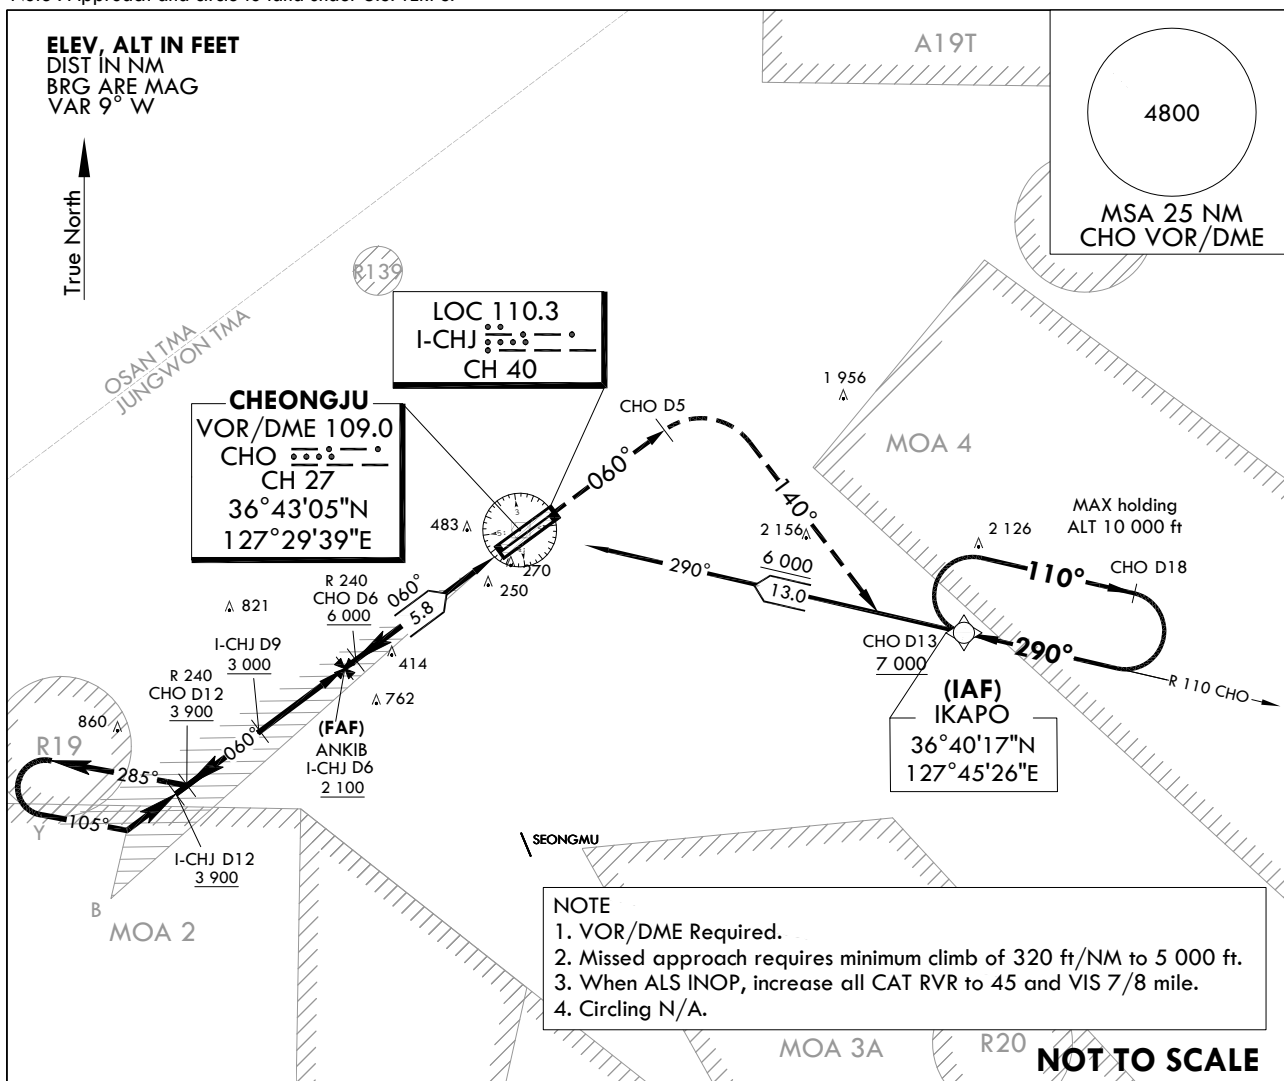 ELEV, ALT IN FEET
DIST IN NM
BRG ARE MAG
VAR 9° W
True North
A19T
4800
MSA 25 NM
CHO VOR/DME
R139
OSAN TMA
JUNGWON TMA
LOC 110.3
I-CHJ
CH 40
CHEONGJU
VOR/DME 109.0
CHO
CH 27
36°43'05"N
127°29'39"E
CHO D5
060°
140°
1 956
MOA 4
MAX holding
ALT 10 000 ft
2 126
110°
CHO D18
290°
R 110 CHO
2 156
6 000
13.0
290°
CHO D13
7 000
(IAF)
IKAPO
36°40'17"N
127°45'26"E
483
270
250
R 240
CHO D6
6 000
060°
5.8
821
414
762
I-CHJ D9
3 000
R 240
CHO D12
3 900
(FAF)
ANKIB
I-CHJ D6
2 100
860
R19
285°
060°
105°
Y
I-CHJ D12
3 900
B
MOA 2
SEONGMU
NOTE
1. VOR/DME Required.
2. Missed approach requires minimum climb of 320 ft/NM to 5 000 ft.
3. When ALS INOP, increase all CAT RVR to 45 and VIS 7/8 mile.
4. Circling N/A.
MOA 3A
R20
NOT TO SCALE